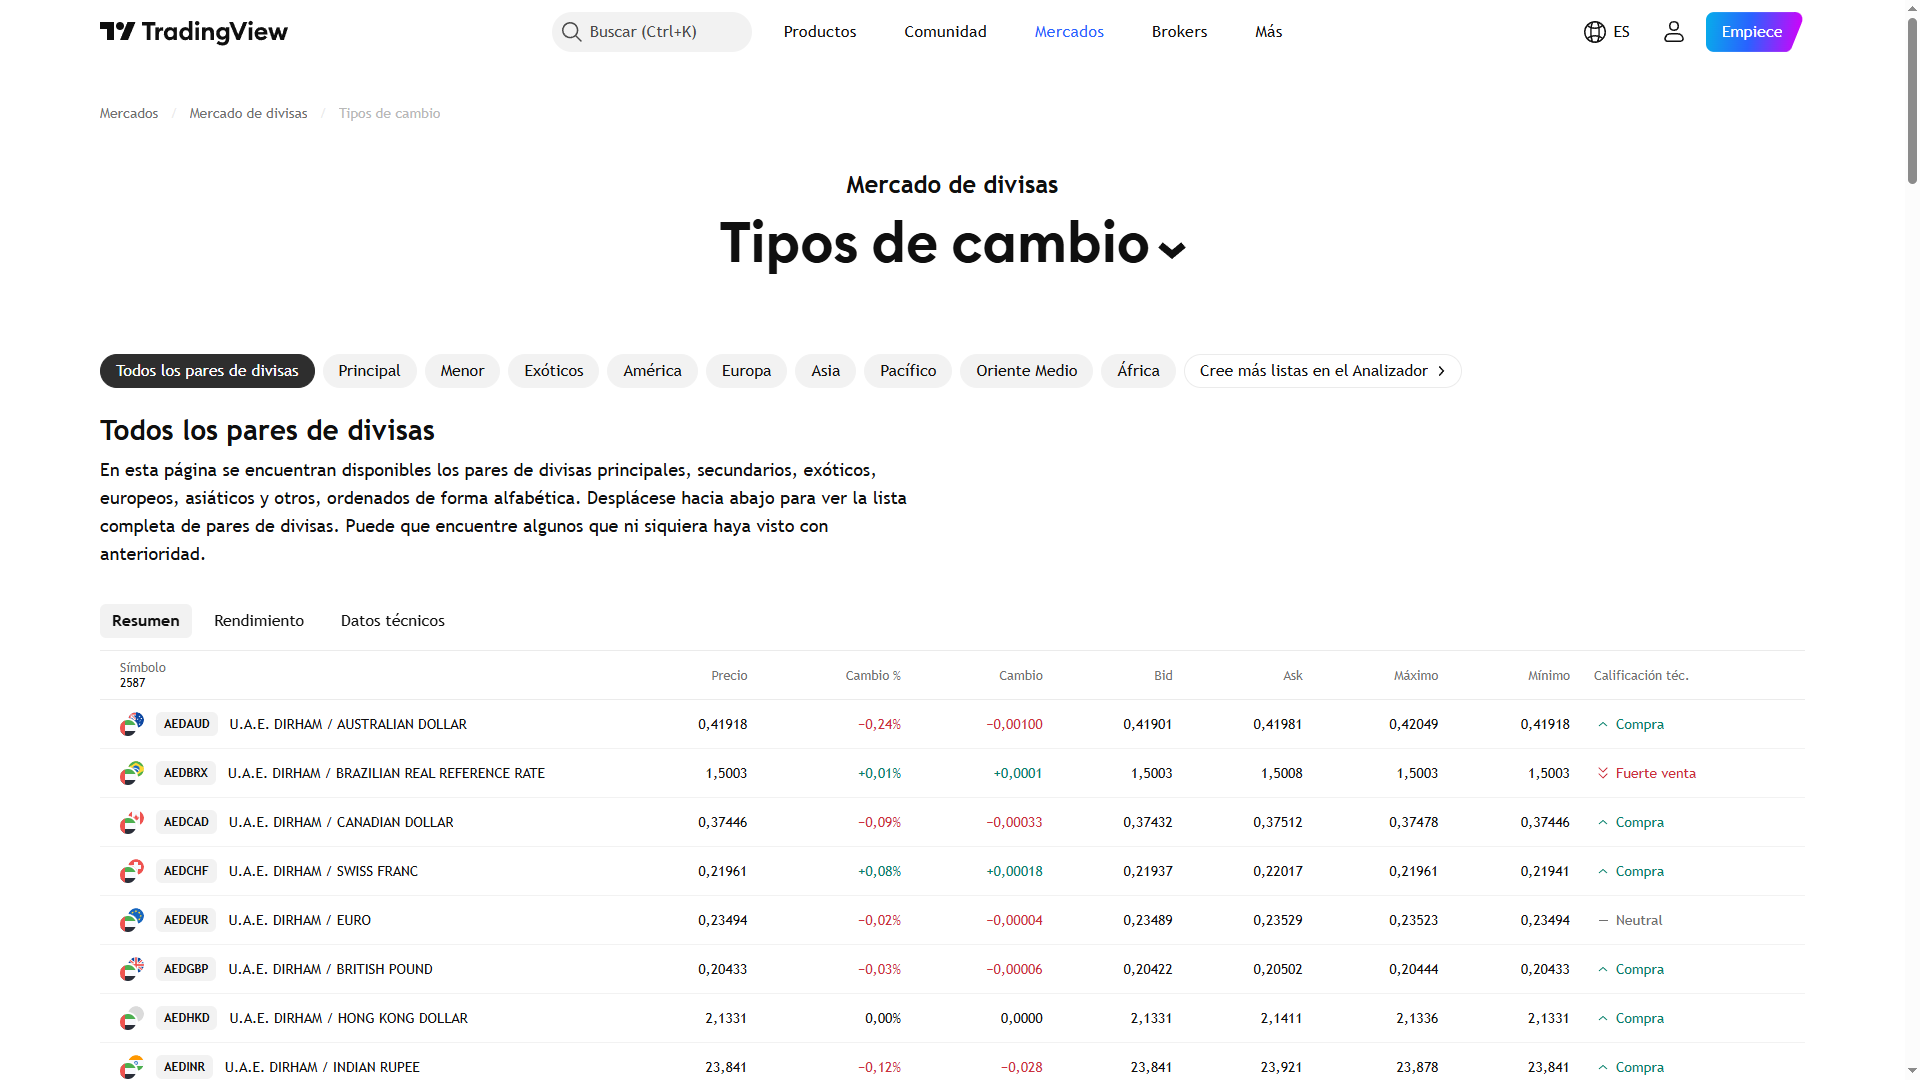 TradingView
Buscar (Ctrl+K)
Productos
Comunidad
Mercados
Brokers
Más
ES
Empiece
Mercados / Mercado de divisas / Tipos de cambio
Mercado de divisas
Tipos de cambio
Todos los pares de divisas
Principal
Menor
Exóticos
América
Europa
Asia
Pacífico
Oriente Medio
África
Cree más listas en el Analizador
Todos los pares de divisas
En esta página se encuentran disponibles los pares de divisas principales, secundarios, exóticos,
europeos, asiáticos y otros, ordenados de forma alfabética. Desplácese hacia abajo para ver la lista
completa de pares de divisas. Puede que encuentre algunos que ni siquiera haya visto con
anterioridad.
Resumen
Rendimiento
Datos técnicos
Símbolo
2587
Precio Cambio % Cambio Bid Ask Máximo Mínimo Calificación téc.
AEDAUD U.A.E. DIRHAM / AUSTRALIAN DOLLAR 0,41918 −0,24% −0,00100 0,41901 0,41981 0,42049 0,41918 Compra
AEDBRX U.A.E. DIRHAM / BRAZILIAN REAL REFERENCE RATE 1,5003 +0,01% +0,0001 1,5003 1,5008 1,5003 1,5003 Fuerte venta
AEDCAD U.A.E. DIRHAM / CANADIAN DOLLAR 0,37446 −0,09% −0,00033 0,37432 0,37512 0,37478 0,37446 Compra
AEDCHF U.A.E. DIRHAM / SWISS FRANC 0,21961 +0,08% +0,00018 0,21937 0,22017 0,21961 0,21941 Compra
AEDEUR U.A.E. DIRHAM / EURO 0,23494 −0,02% −0,00004 0,23489 0,23529 0,23523 0,23494 Neutral
AEDGBP U.A.E. DIRHAM / BRITISH POUND 0,20433 −0,03% −0,00006 0,20422 0,20502 0,20444 0,20433 Compra
AEDHKD U.A.E. DIRHAM / HONG KONG DOLLAR 2,1331 0,00% 0,0000 2,1331 2,1411 2,1336 2,1331 Compra
AEDINR U.A.E. DIRHAM / INDIAN RUPEE 23,841 −0,12% −0,028 23,841 23,921 23,878 23,841 Compra